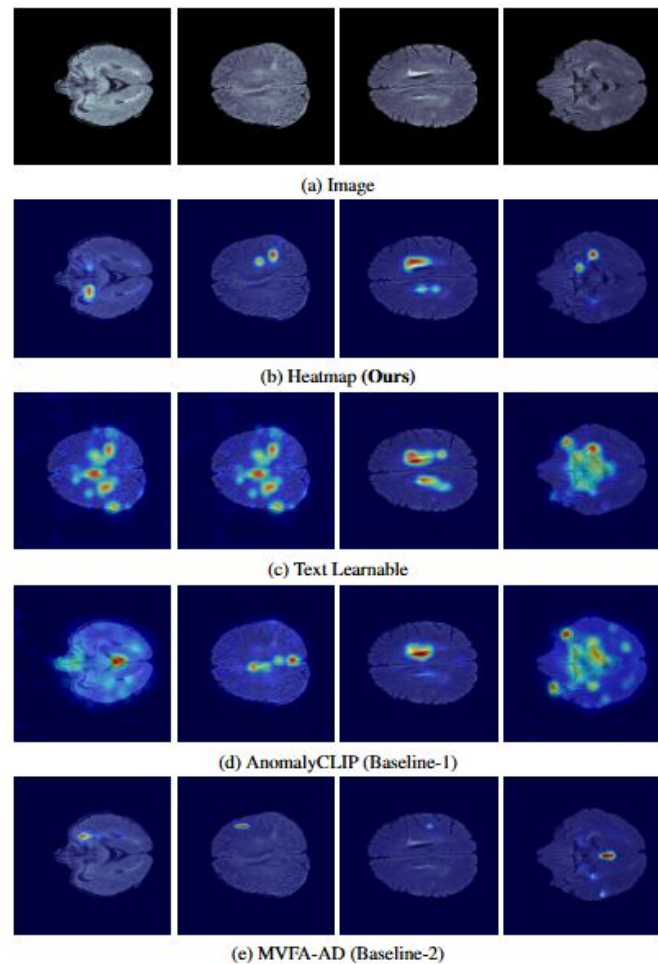 (a) Image
(b) Heatmap (Ours)
(c) Text Learnable
(d) AnomalyCLIP (Baseline-1)
(e) MVFA-AD (Baseline-2)